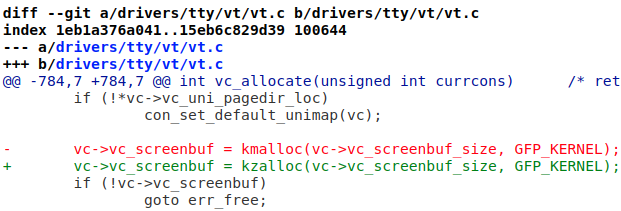 diff --git a/drivers/tty/vt/vt.c b/drivers/tty/vt/vt.c
index 1eb1a376a041..15eb6c829d39 100644
--- a/drivers/tty/vt/vt.c
+++ b/drivers/tty/vt/vt.c
@@ -784,7 +784,7 @@ int vc_allocate(unsigned int currcons)      /* ret
        if (!*vc->vc_uni_pagedir_loc)
                con_set_default_unimap(vc);

-       vc->vc_screenbuf = kmalloc(vc->vc_screenbuf_size, GFP_KERNEL);
+       vc->vc_screenbuf = kzalloc(vc->vc_screenbuf_size, GFP_KERNEL);
        if (!vc->vc_screenbuf)
                goto err_free;